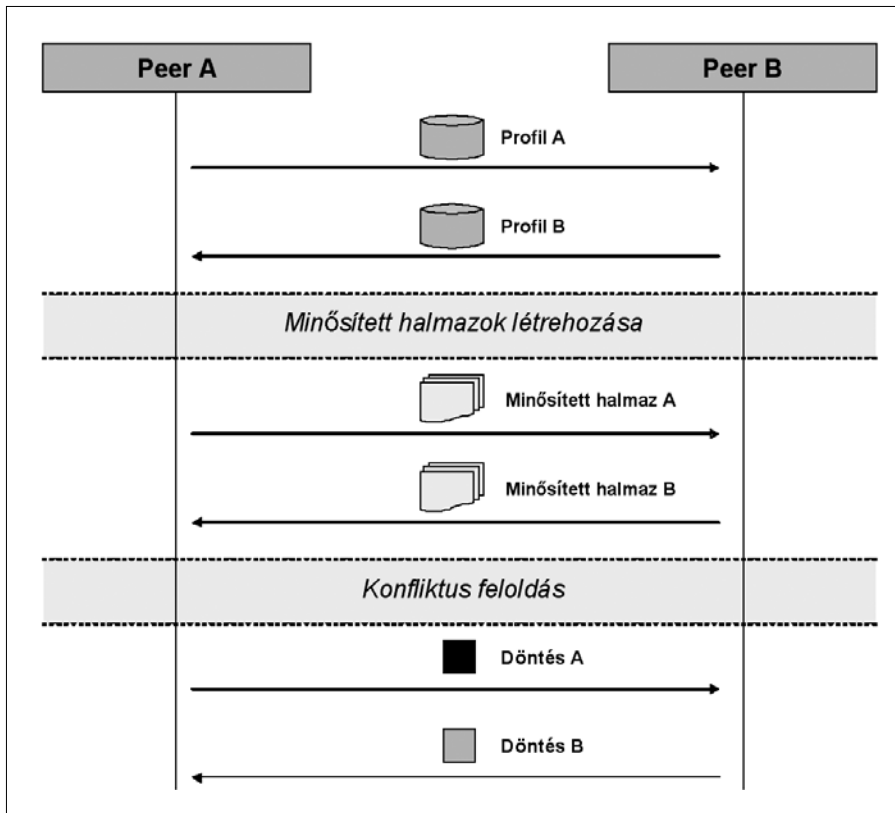 Peer A
Peer B
Profil A
Profil B
Minősített halmazok létrehozása
Minősített halmaz A
Minősített halmaz B
Konfliktus feloldás
Döntés A
Döntés B